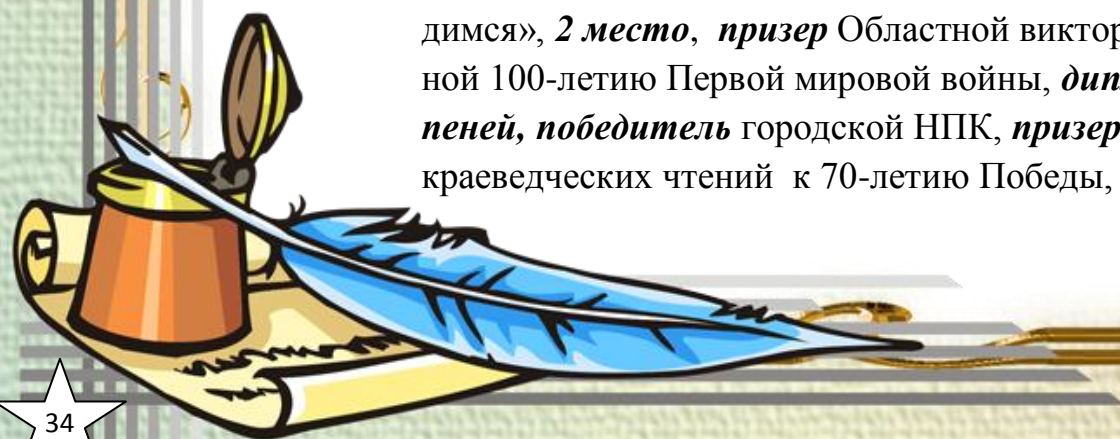 димся», 2 место, призер Областной виктор
ной 100-летию Первой мировой войны, дип
пеней, победитель городской НПК, призер
краеведческих чтений к 70-летию Победы,
34